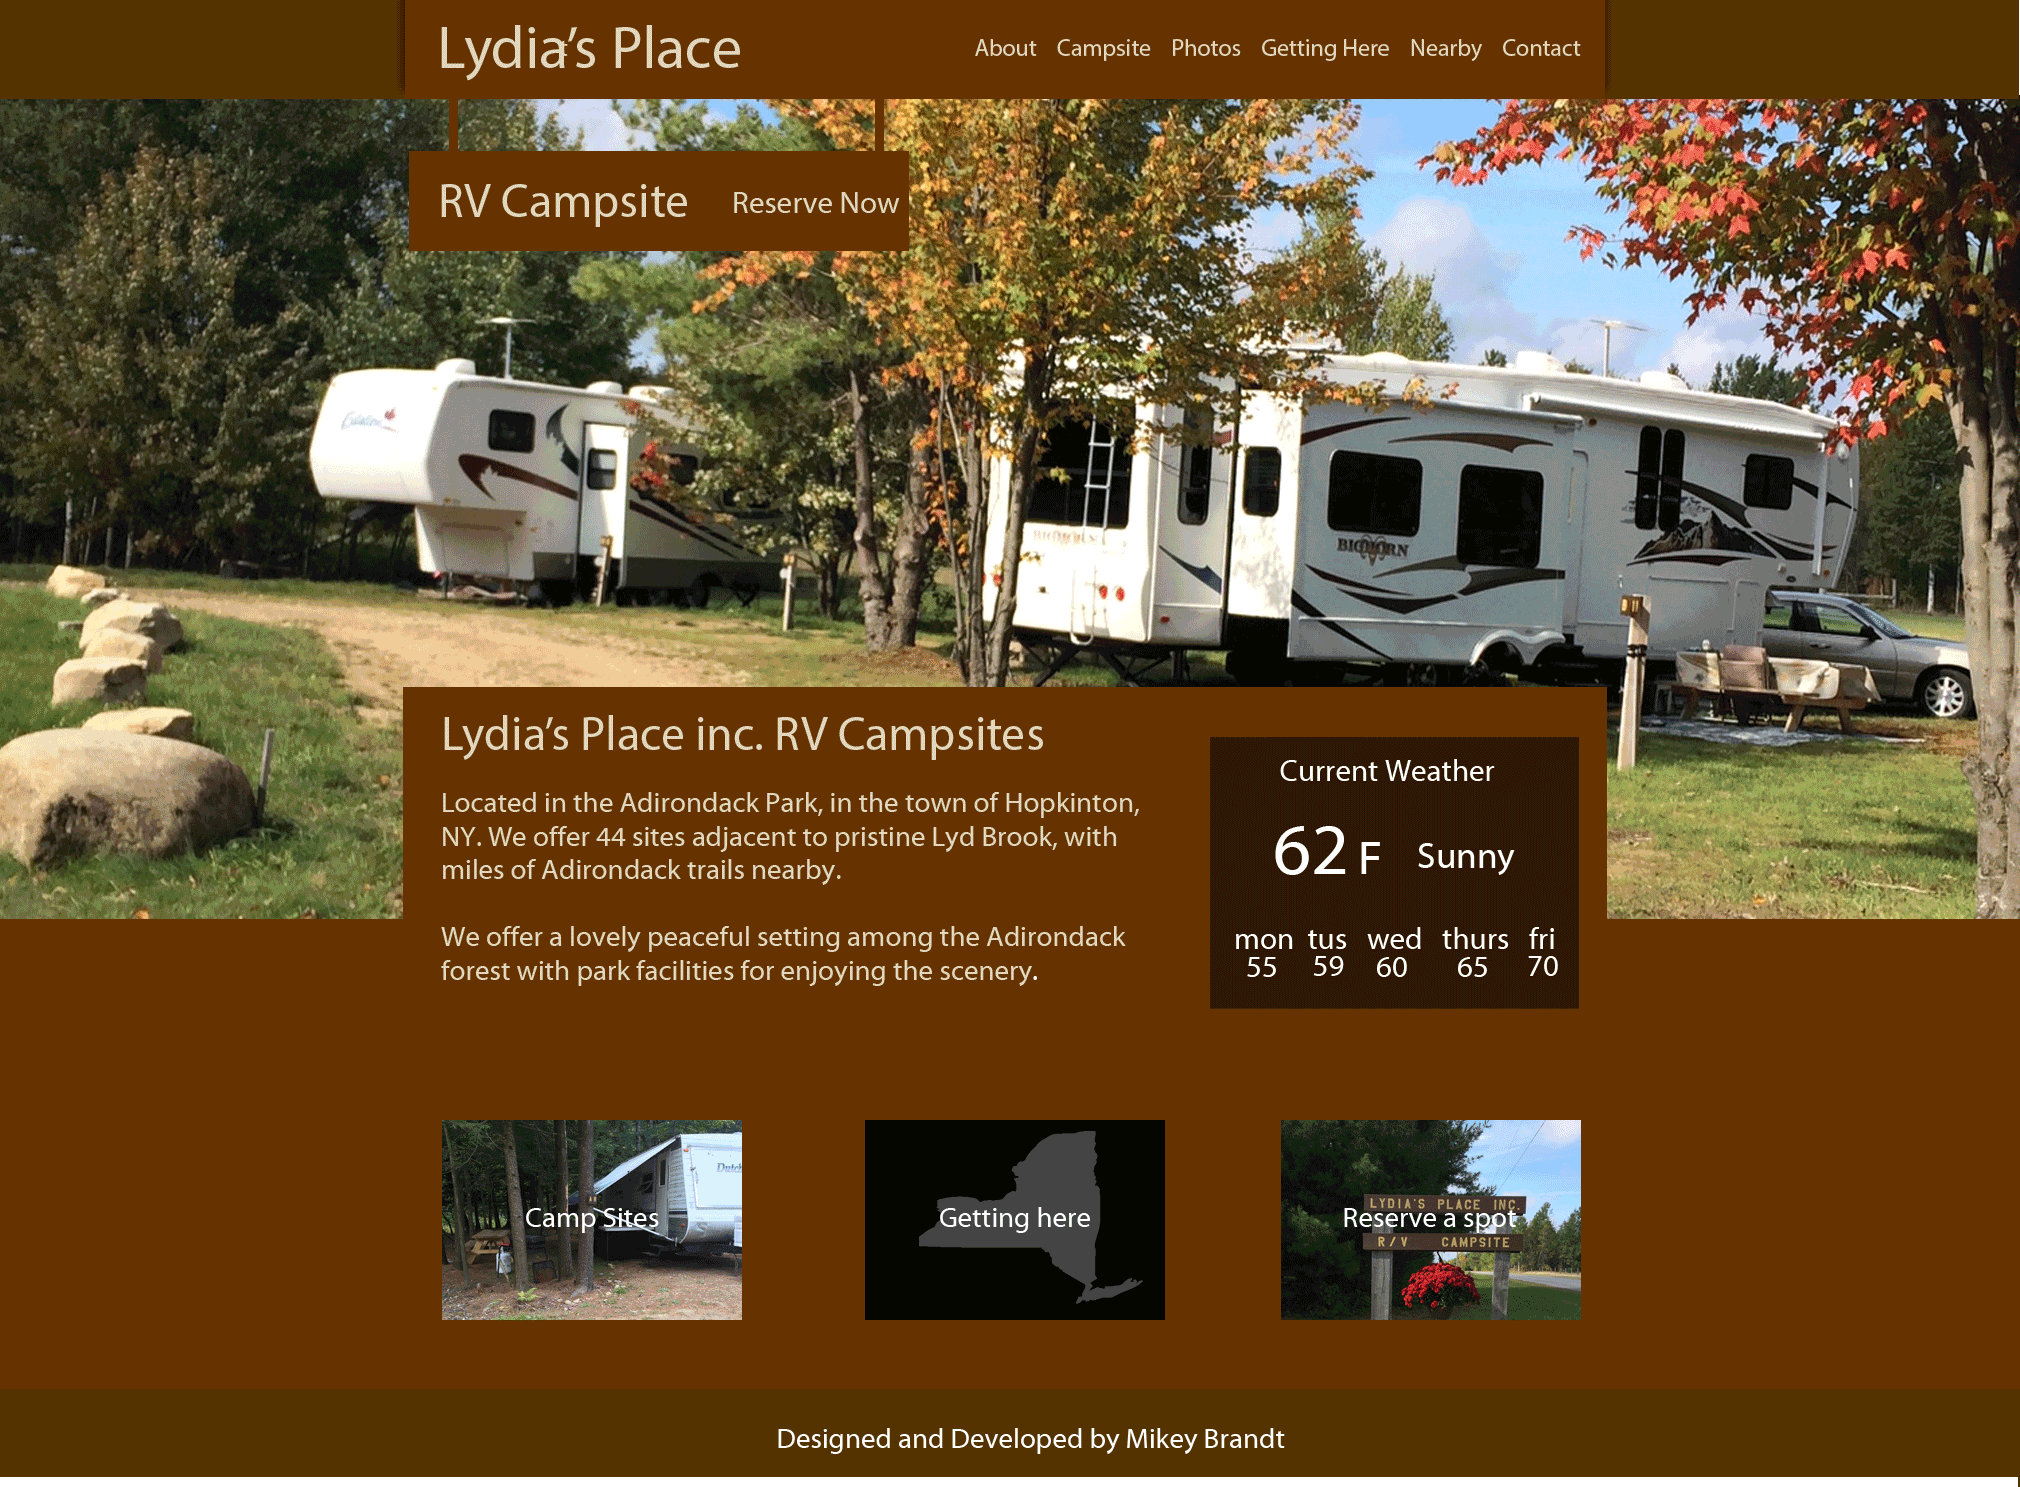 Lydia's Place
About Campsite Photos Getting Here Nearby Contact
RV Campsite Reserve Now
BIGHORN
BIGHORN
Lydia's Place inc. RV Campsites
Located in the Adirondack Park, in the town of Hopkinton,
NY. We offer 44 sites adjacent to pristine Lyd Brook, with
miles of Adirondack trails nearby.
We offer a lovely peaceful setting among the Adirondack
forest with park facilities for enjoying the scenery.
Current Weather
62 F Sunny
mon tus wed thurs fri
55 59 60 65 70
Camp Sites
Getting here
LYDIA'S PLACE INC.
Reserve a spot
R/V CAMPSITE
Designed and Developed by Mikey Brandt